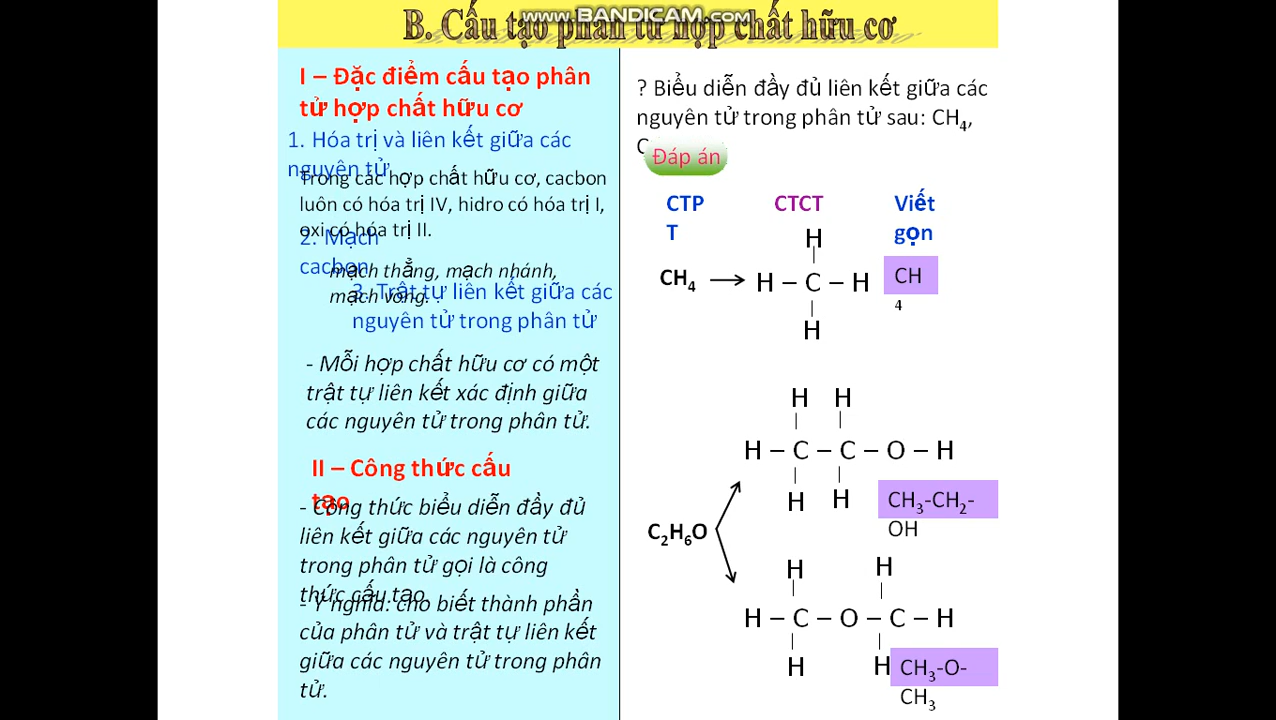 www.BANDICAM.com
B. Cấu tạo phân tử hợp chất hữu cơ
I – Đặc điểm cấu tạo phân
tử hợp chất hữu cơ
1. Hóa trị và liên kết giữa các
nguyên tử
Trong các hợp chất hữu cơ, cacbon
luôn có hóa trị IV, hidro có hóa trị I,
oxi có hóa trị II.
2. Mạch
cacbon
mạch thẳng, mạch nhánh,
mạch vòng.
3. Trật tự liên kết giữa các
nguyên tử trong phân tử
- Mỗi hợp chất hữu cơ có một
trật tự liên kết xác định giữa
các nguyên tử trong phân tử.
II – Công thức cấu
tạo
- Công thức biểu diễn đầy đủ
liên kết giữa các nguyên tử
trong phân tử gọi là công
thức cấu tạo
- Ý nghĩa: cho biết thành phần
của phân tử và trật tự liên kết
giữa các nguyên tử trong phân
tử.
? Biểu diễn đầy đủ liên kết giữa các
nguyên tử trong phân tử sau: CH₄,
Đáp án
CTP
T
CTCT
Viết
gọn
H
CH₄ → H – C – H
H
CH
4
H H
H – C – C – O – H
H H
CH₃-CH₂-
OH
C₂H₆O
H H
H – C – O – C – H
H H
CH₃-O-
CH₃